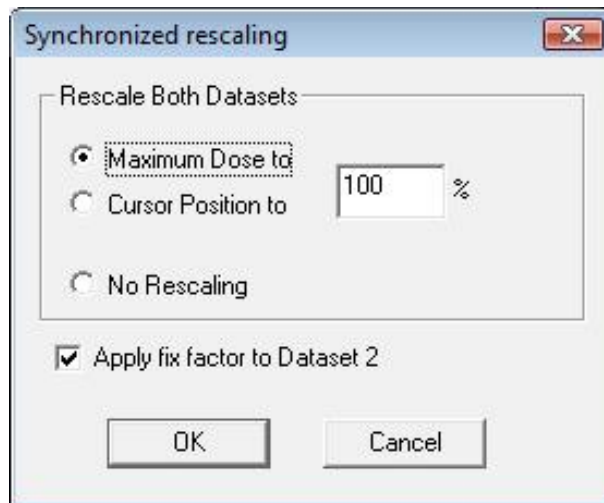 Synchronized rescaling
Rescale Both Datasets
Maximum Dose to
100 %
Cursor Position to
No Rescaling
Apply fix factor to Dataset 2
OK Cancel